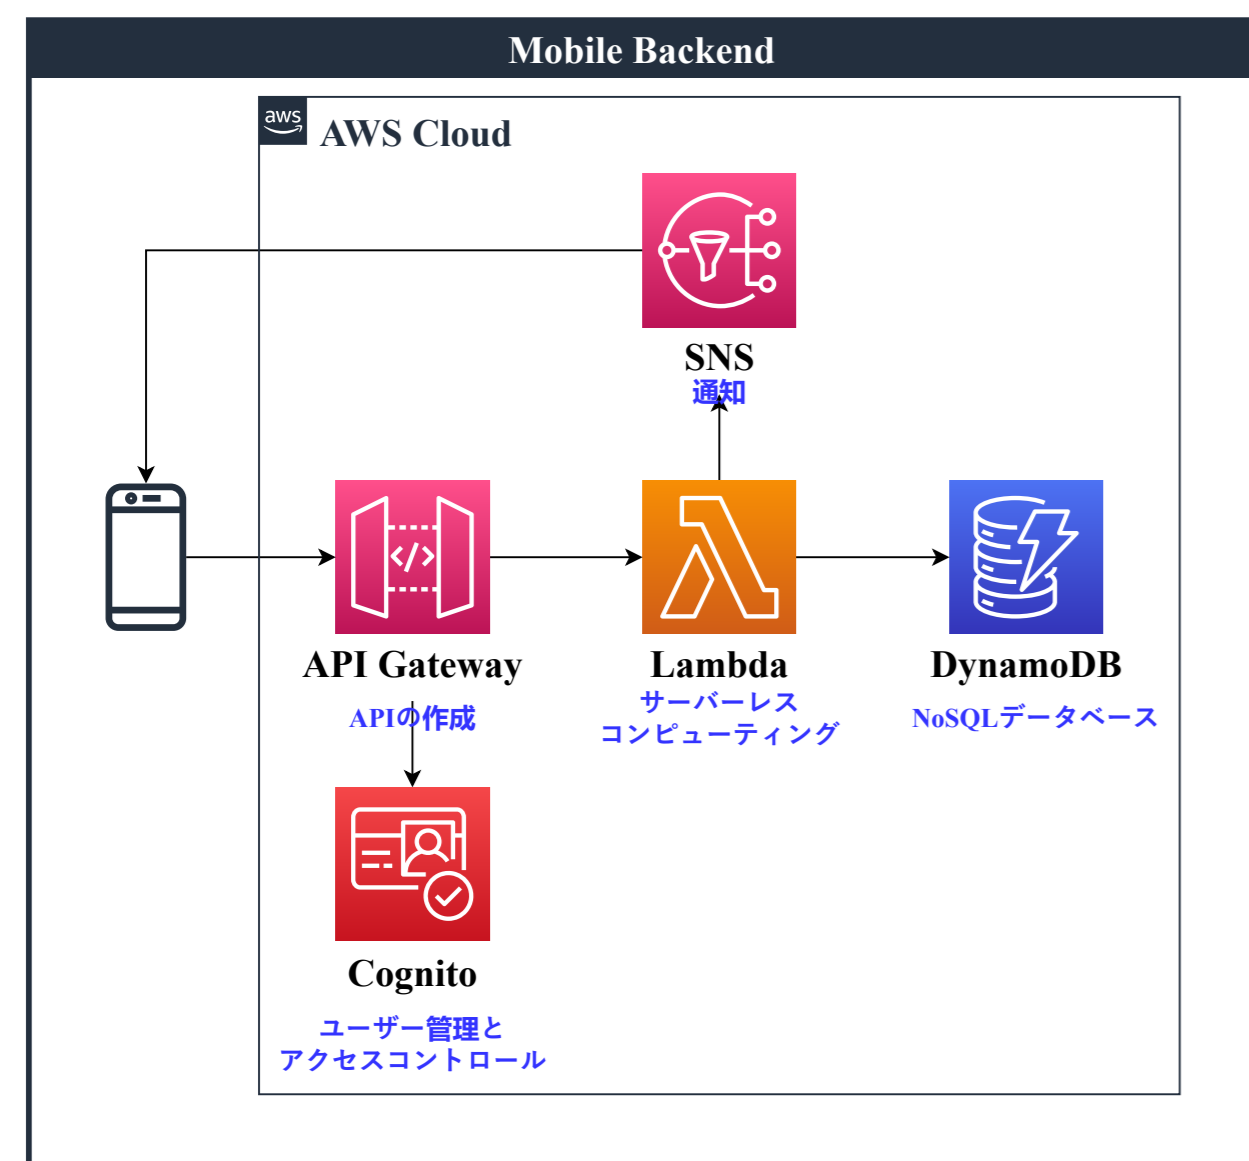 Mobile Backend
aws
AWS Cloud
SNS
通知
API Gateway
APIの作成
Lambda
サーバーレス
コンピューティング
DynamoDB
NoSQLデータベース
Cognito
ユーザー管理と
アクセスコントロール